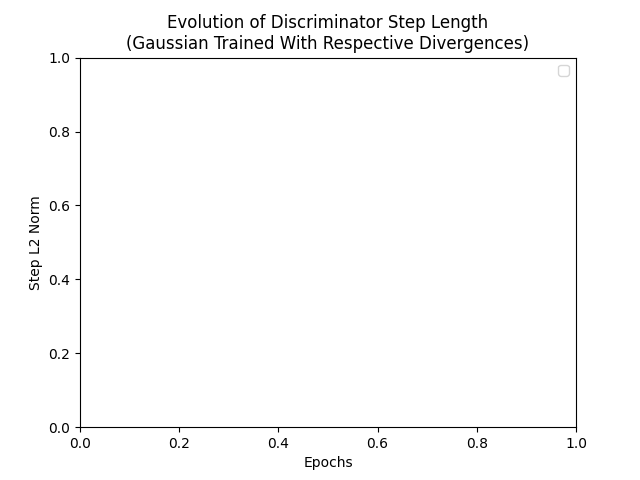 Evolution of Discriminator Step Length
(Gaussian Trained With Respective Divergences)
1.0
0.8
0.6
0.4
0.2
0.0
Step L2 Norm
0.0 0.2 0.4 0.6 0.8 1.0
Epochs